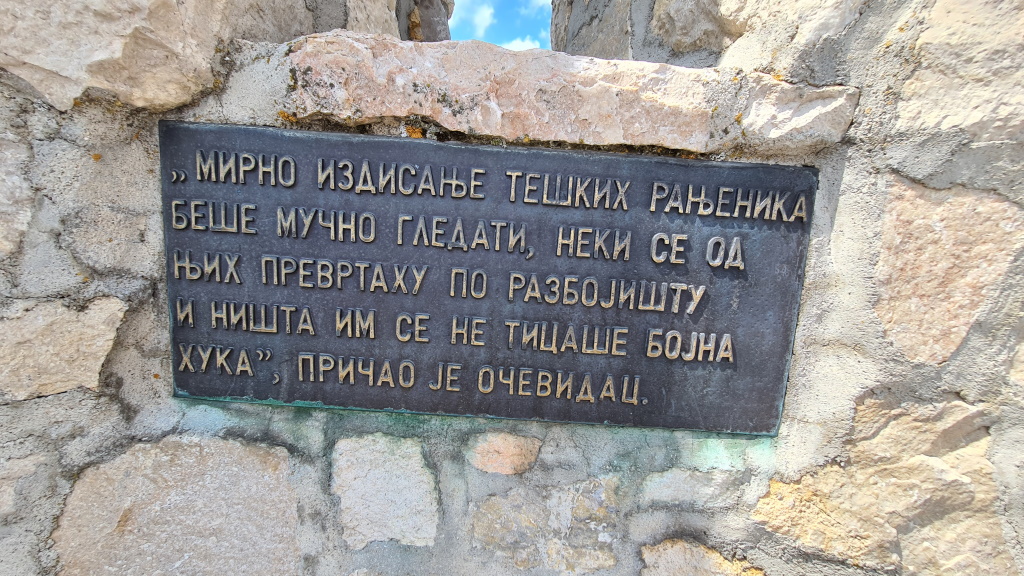 „МИРНО ИЗДИСАЊЕ ТЕШКИХ РАЊЕНИКА
БЕШЕ МУЧНО ГЛЕДАТИ, НЕКИ СЕ ОД
ЊИХ ПРЕВРТАХУ ПО РАЗБОЈИШТУ
И НИШТА ИМ СЕ НЕ ТИЦАШЕ БОЈНА
ХУКА”, ПРИЧАО ЈЕ ОЧЕВИДАЦ.